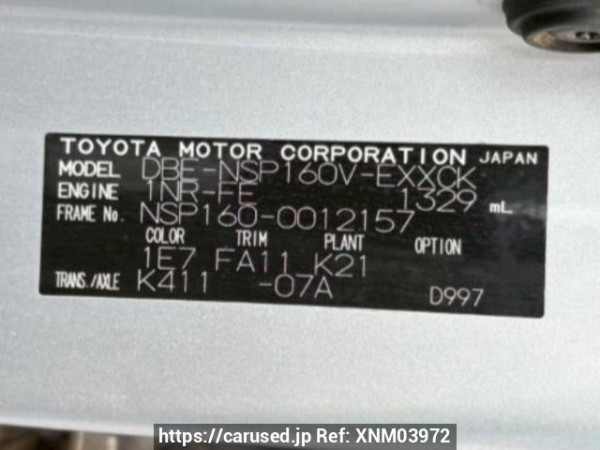 TOYOTA MOTOR CORPORATION JAPAN
MODEL DBE-NSP160V-EXXCK
ENGINE 1NR-FE 1329 mL
FRAME No. NSP160-0012157
COLOR TRIM PLANT OPTION
1E7 FA11 K21
TRANS./AXLE K411 -07A D997
https://carused.jp Ref: XNM03972